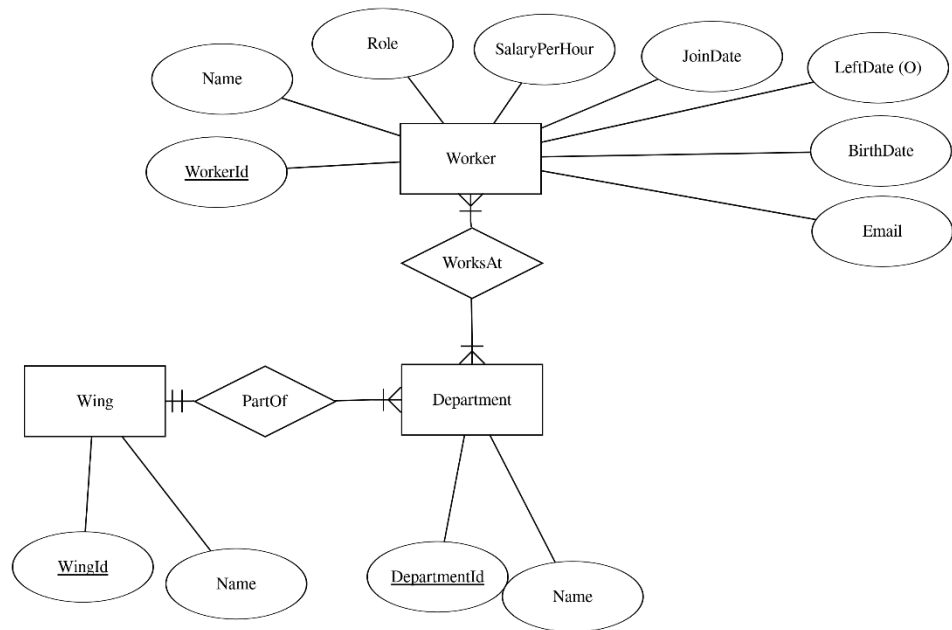 Role
SalaryPerHour
JoinDate
LeftDate (O)
Name
Worker
BirthDate
WorkerId
Email
WorksAt
Wing
PartOf
Department
WingId
Name
DepartmentId
Name